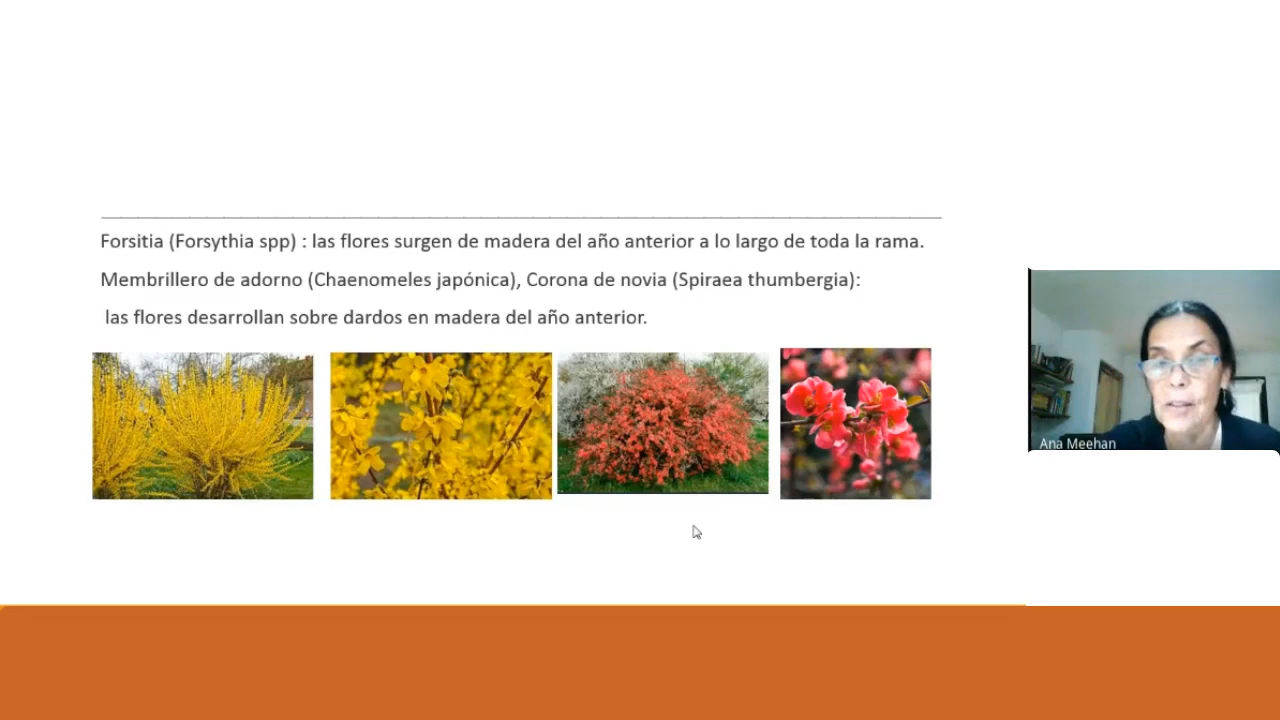 Forsitia (Forsythia spp) : las flores surgen de madera del año anterior a lo largo de toda la rama.
Membrillero de adorno (Chaenomeles japónica), Corona de novia (Spiraea thumbergia):
las flores desarrollan sobre dardos en madera del año anterior.
Ana Meehan